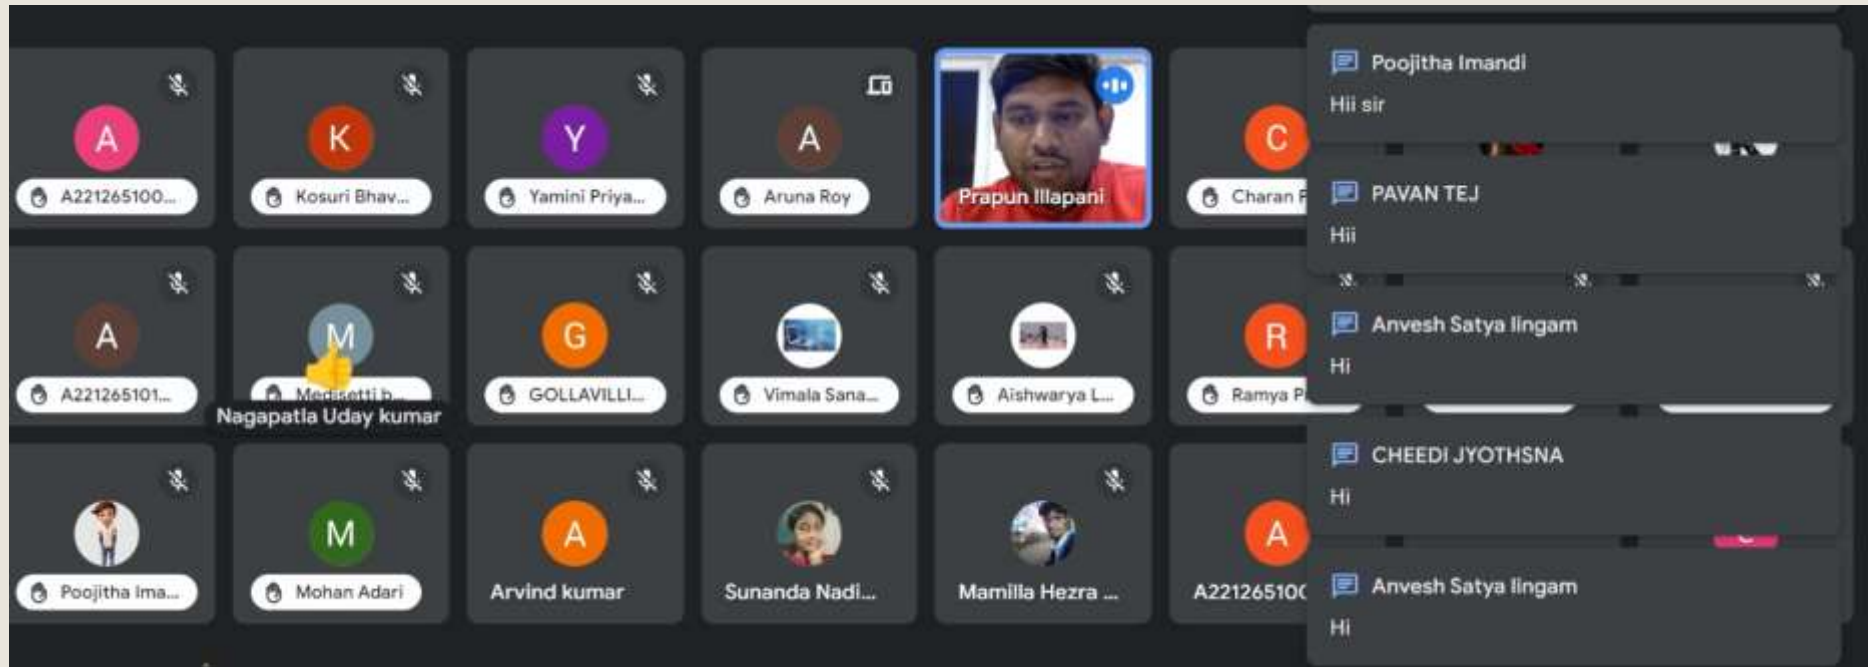 A
A221265100...
K
Kosuri Bhav...
Y
Yamini Priya...
A
Aruna Roy
Prapun Illapani
C
Charan
A
A221265101...
M
Medisetti b...
Nagapatla Uday kumar
G
GOLLAVILLI...
Vimala Sana...
Aishwarya L...
R
Ramya
Poojitha Ima...
M
Mohan Adari
A
Arvind kumar
Sunanda Nadi...
Mamilla Hezra ...
A
A22126510
Poojitha Imandi
Hii sir
PAVAN TEJ
Hii
Anvesh Satya lingam
Hi
CHEEDI JYOTHSNA
Hi
Anvesh Satya lingam
Hi